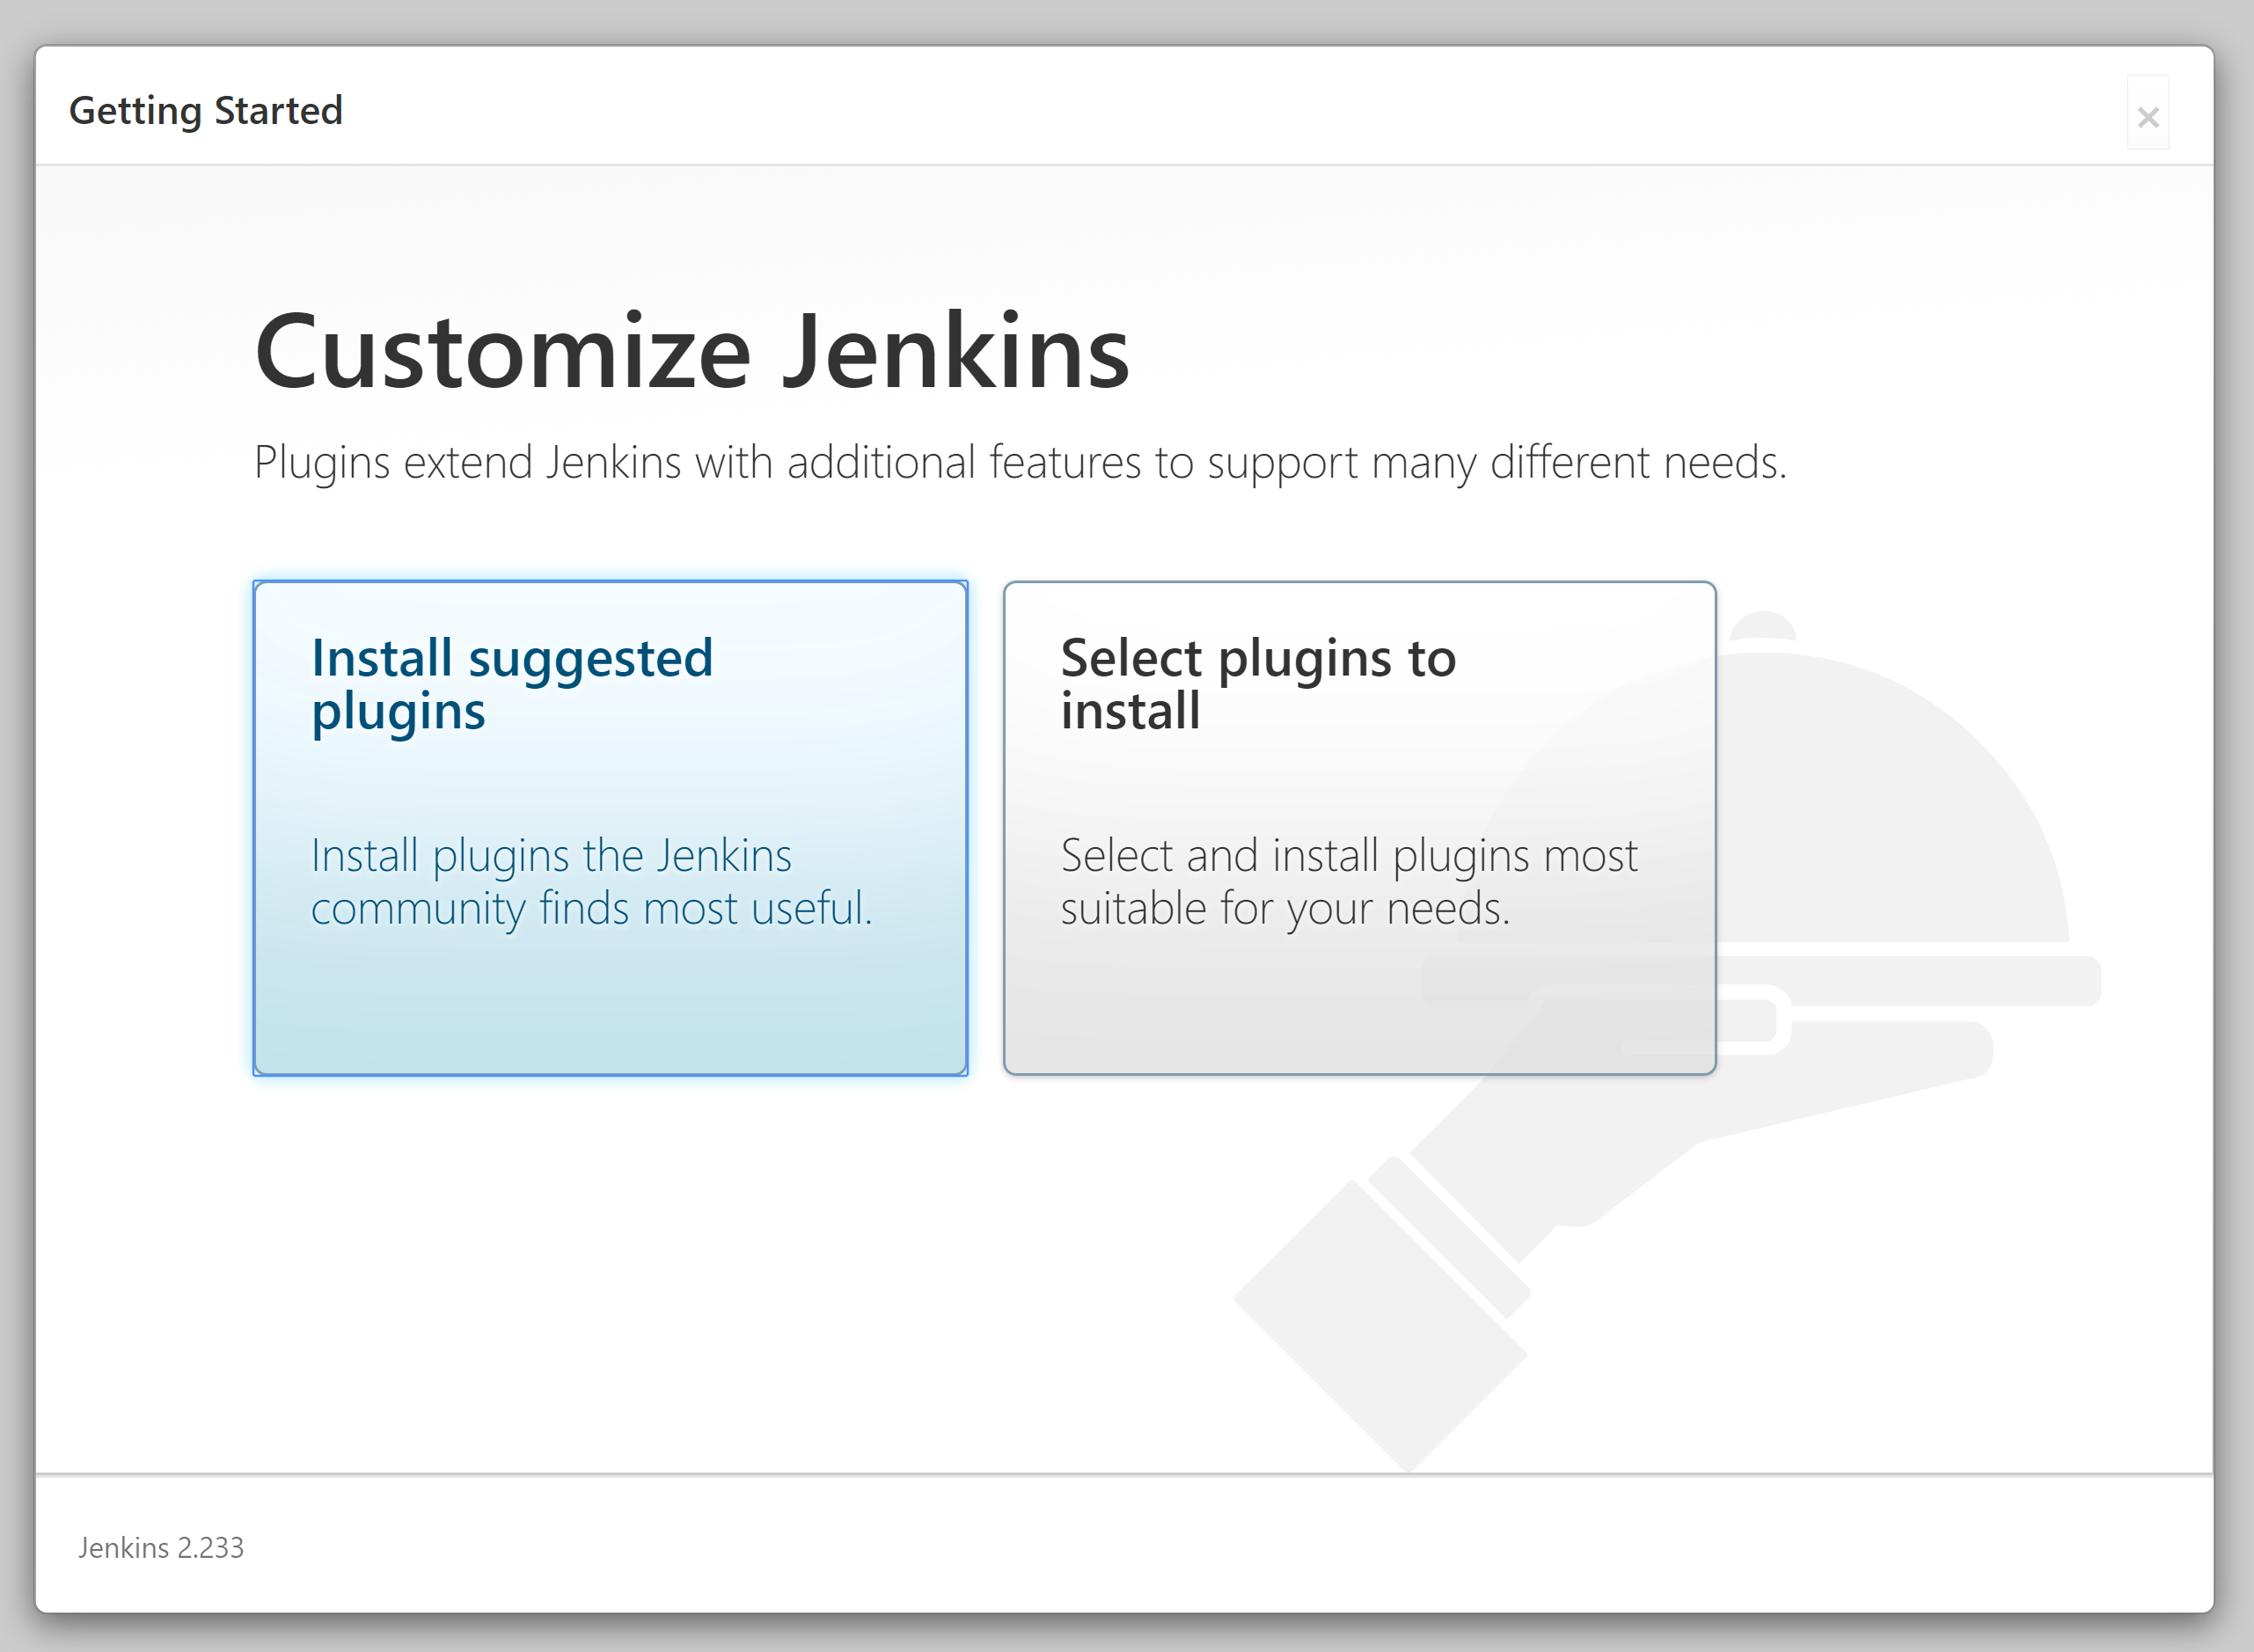 Getting Started
×
Customize Jenkins
Plugins extend Jenkins with additional features to support many different needs.
Install suggested
plugins
Install plugins the Jenkins
community finds most useful.
Select plugins to
install
Select and install plugins most
suitable for your needs.
Jenkins 2.233